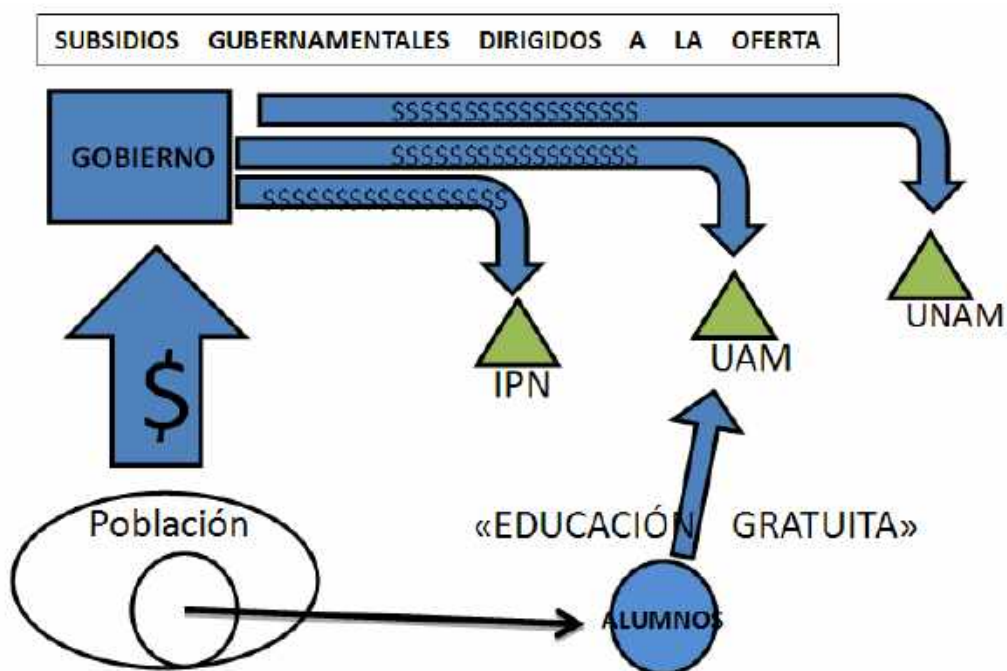 SUBSIDIOS GUBERNAMENTALES DIRIGIDOS A LA OFERTA
$$$$$$$$$$$$$$$$$
GOBIERNO
$$$$$$$$$$$$$$$$$
$$$$$$$$$$$$$$$$$
UNAM
UAM
IPN
$
Población
«EDUCACIÓN GRATUITA»
ALUMNOS